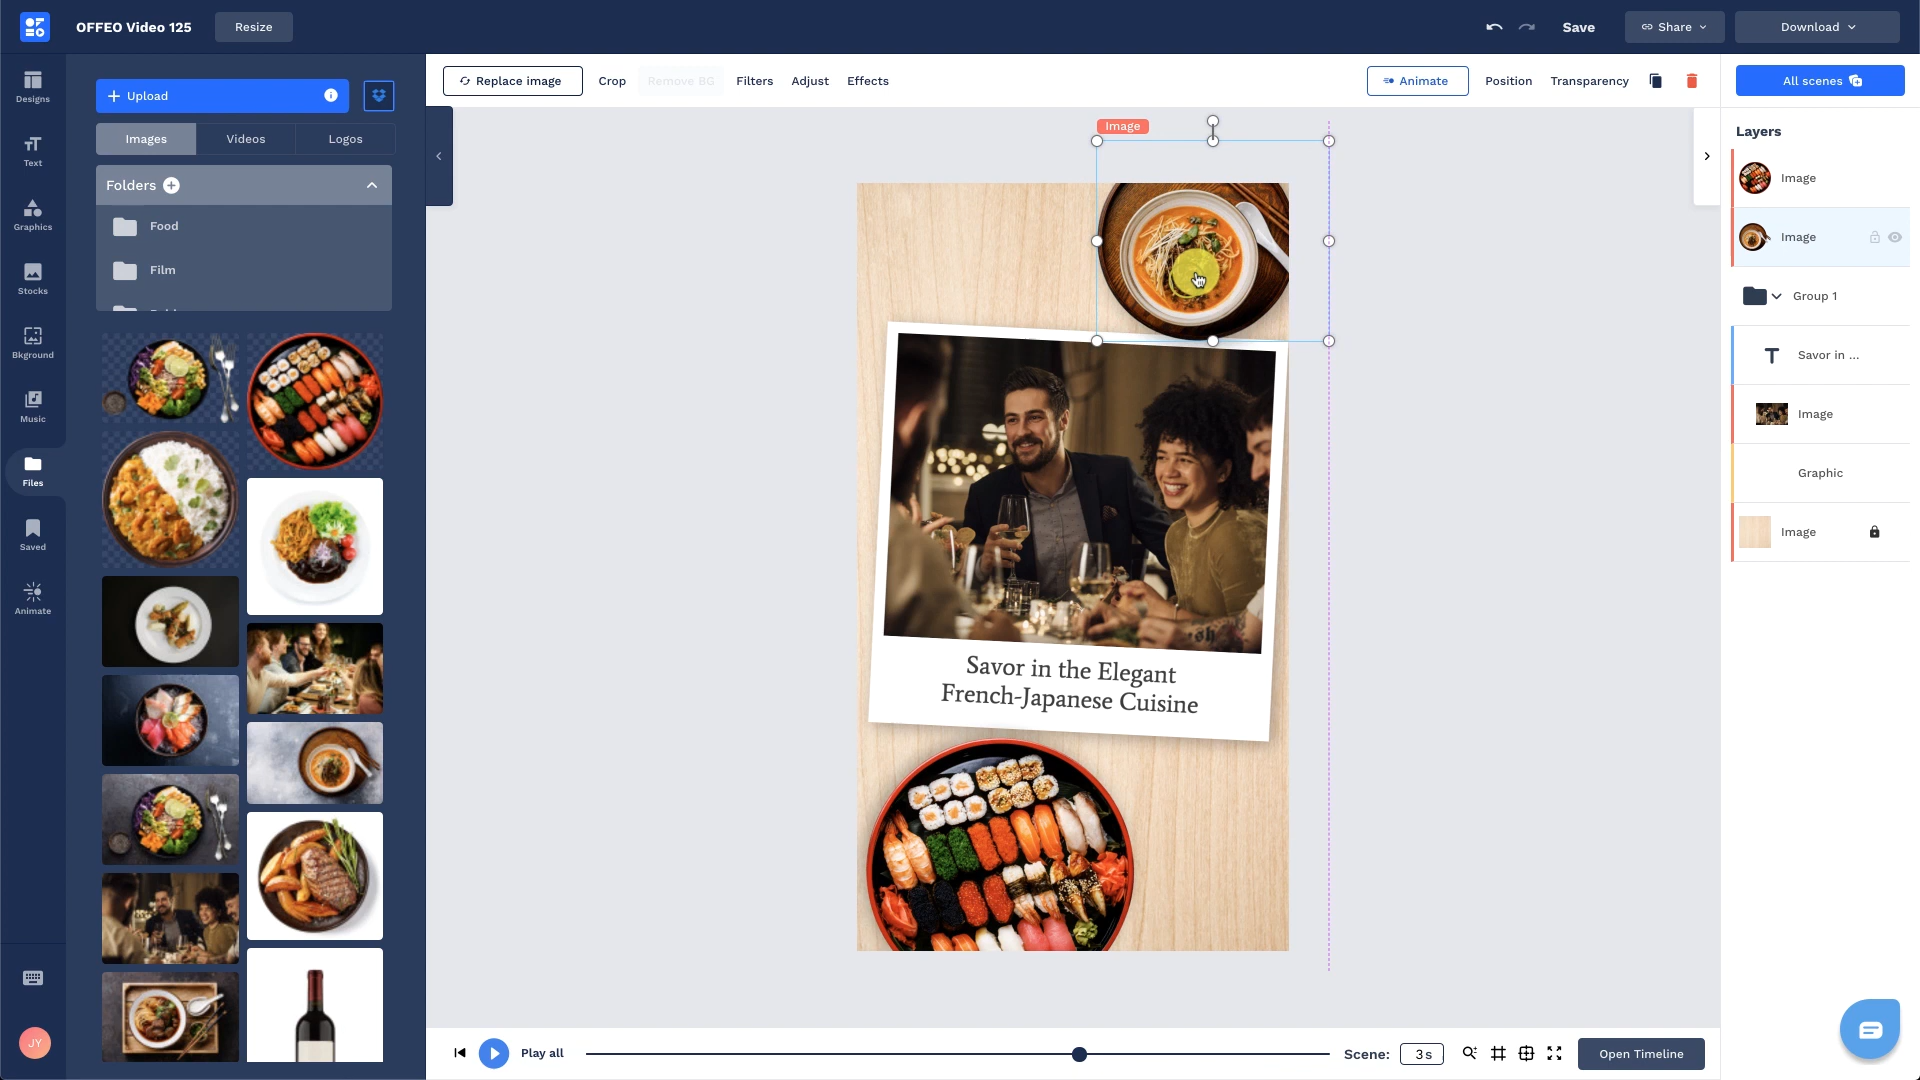 OFFEO Video 125
Resize
Save
Share
Download
Designs
Text
Graphics
Stocks
Bkground
Music
Files
Saved
Animate
JY
Upload
Images
Videos
Logos
Folders
Food
Film
Replace image
Crop
Remove BG
Filters
Adjust
Effects
Animate
Position
Transparency
Image
Savor in the Elegant
French-Japanese Cuisine
Play all
Scene:
3s
Open Timeline
All scenes
Layers
Image
Image
Group 1
T
Savor in ...
Image
Graphic
Image